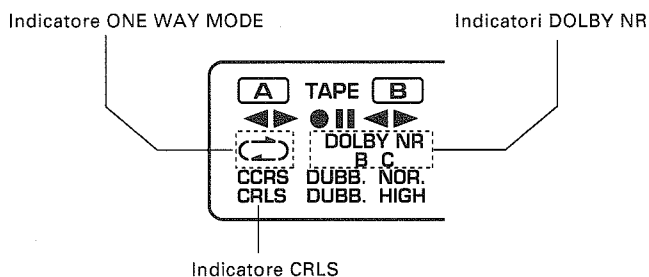 Indicatore ONE WAY MODE
Indicatori DOLBY NR
A TAPE B
DOLBY NR
B C
CCRS DUBB. NOR.
CRLS DUBB. HIGH
Indicatore CRLS